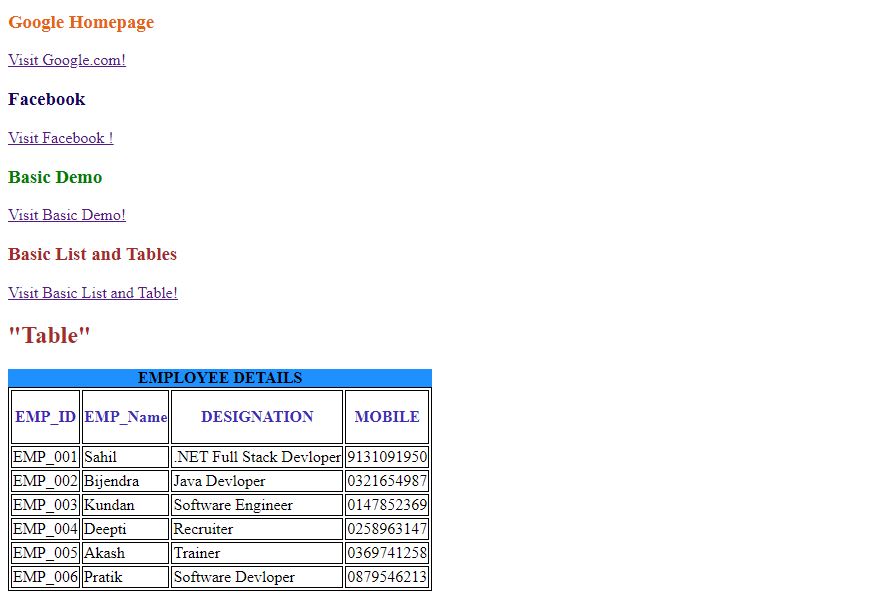 Google Homepage
Visit Google.com!
Facebook
Visit Facebook !
Basic Demo
Visit Basic Demo!
Basic List and Tables
Visit Basic List and Table!
"Table"
EMPLOYEE DETAILS
EMP_ID EMP_Name DESIGNATION MOBILE
EMP_001 Sahil .NET Full Stack Devloper 9131091950
EMP_002 Bijendra Java Devloper 0321654987
EMP_003 Kundan Software Engineer 0147852369
EMP_004 Deepti Recruiter 0258963147
EMP_005 Akash Trainer 0369741258
EMP_006 Pratik Software Devloper 0879546213